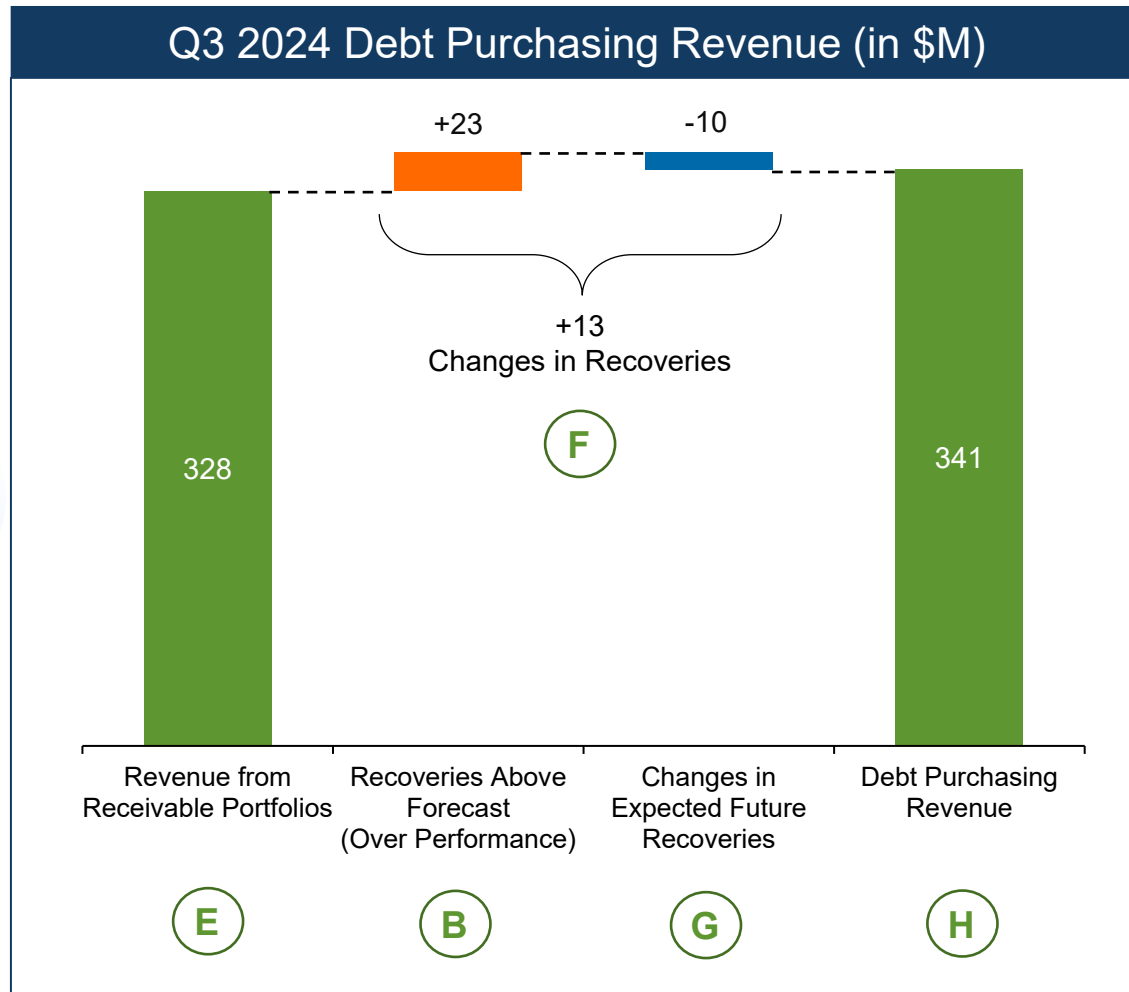 Q3 2024 Debt Purchasing Revenue (in $M)
+23
-10
+13
Changes in Recoveries
F
328
341
Revenue from
Receivable Portfolios
Recoveries Above
Forecast
(Over Performance)
Changes in
Expected Future
Recoveries
Debt Purchasing
Revenue
E
B
G
H